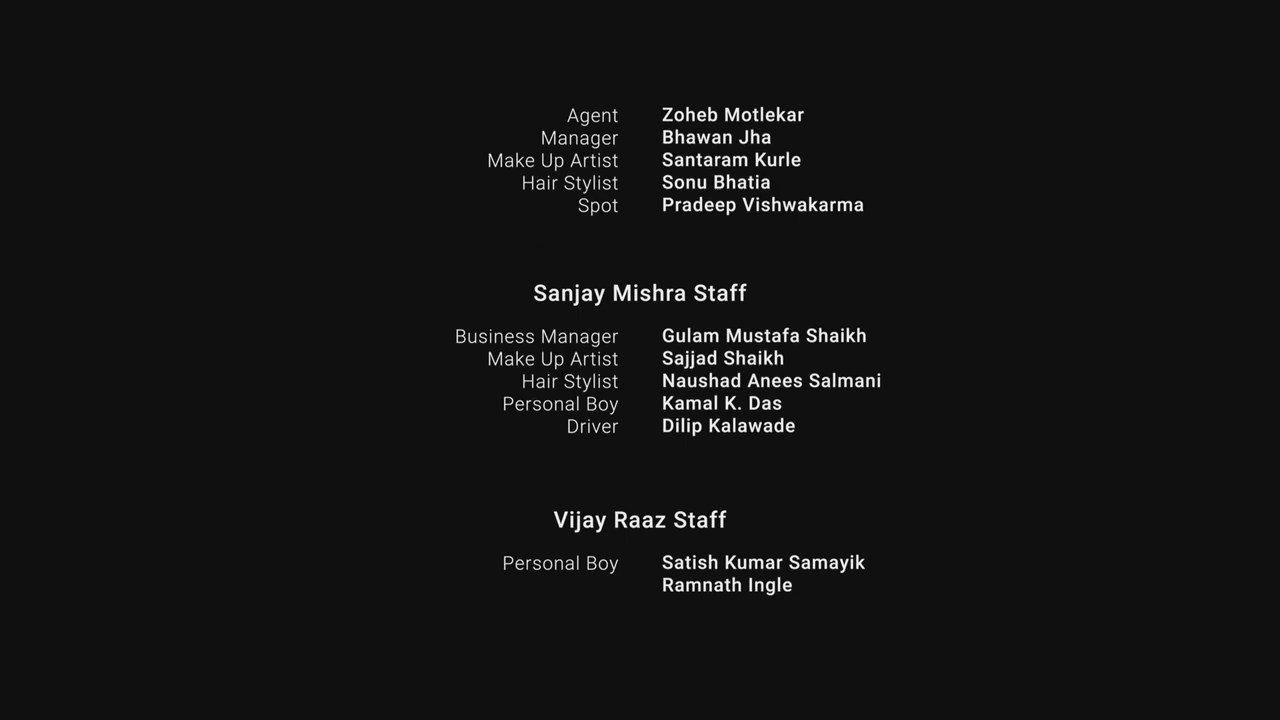 Agent Zoheb Motlekar
Manager Bhawan Jha
Make Up Artist Santaram Kurle
Hair Stylist Sonu Bhatia
Spot Pradeep Vishwakarma
Sanjay Mishra Staff
Business Manager Gulam Mustafa Shaikh
Make Up Artist Sajjad Shaikh
Hair Stylist Naushad Anees Salmani
Personal Boy Kamal K. Das
Driver Dilip Kalawade
Vijay Raaz Staff
Personal Boy Satish Kumar Samayik
Ramnath Ingle